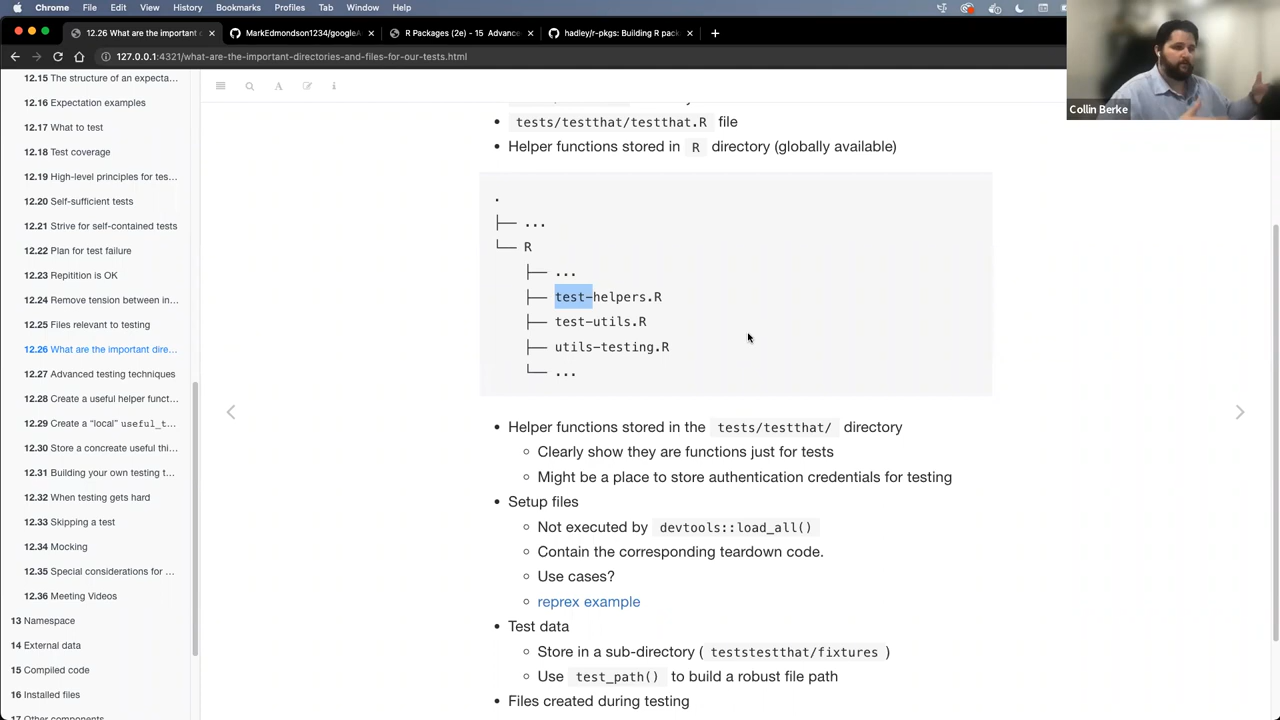 Chrome File Edit View History Bookmarks Profiles Tab Window Help
12.26 What are the important
MarkEdmondson1234/googleA
R Packages (2e) - 15 Advance
hadley/r-pkgs: Building R pac
127.0.0.1:4321/what-are-the-important-directories-and-files-for-our-tests.html
Collin Berke
12.15 The structure of an expecta...
12.16 Expectation examples
12.17 What to test
12.18 Test coverage
12.19 High-level principles for tes...
12.20 Self-sufficient tests
12.21 Strive for self-contained tests
12.22 Plan for test failure
12.23 Repitition is OK
12.24 Remove tension between in...
12.25 Files relevant to testing
12.26 What are the important dire...
12.27 Advanced testing techniques
12.28 Create a useful helper funct...
12.29 Create a “local” useful_t...
12.30 Store a concreate useful thi...
12.31 Building your own testing t...
12.32 When testing gets hard
12.33 Skipping a test
12.34 Mocking
12.35 Special considerations for ...
12.36 Meeting Videos
13 Namespace
14 External data
15 Compiled code
16 Installed files
17 Other components
• tests/testthat/testthat.R file
• Helper functions stored in R directory (globally available)
.
├── ...
└── R
├── ...
├── test-helpers.R
├── test-utils.R
├── utils-testing.R
└── ...
• Helper functions stored in the tests/testthat/ directory
○ Clearly show they are functions just for tests
○ Might be a place to store authentication credentials for testing
• Setup files
○ Not executed by devtools::load_all()
○ Contain the corresponding teardown code.
○ Use cases?
○ reprex example
• Test data
○ Store in a sub-directory ( teststestthat/fixtures )
○ Use test_path() to build a robust file path
• Files created during testing